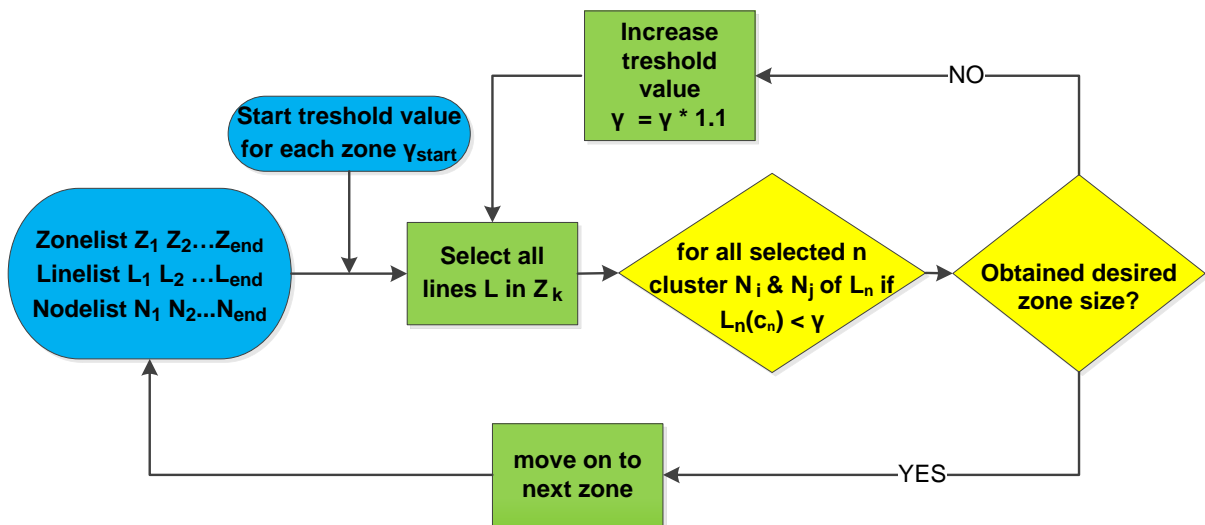 Increase
treshold
value
γ = γ * 1.1
NO
Start treshold value
for each zone γstart
Zonelist Z1 Z2…Zend
Linelist L1 L2 …Lend
Nodelist N1 N2...Nend
Select all
lines L in Zk
for all selected n
cluster Ni & Nj of Ln if
Ln(cn) < γ
Obtained desired
zone size?
move on to
next zone
YES